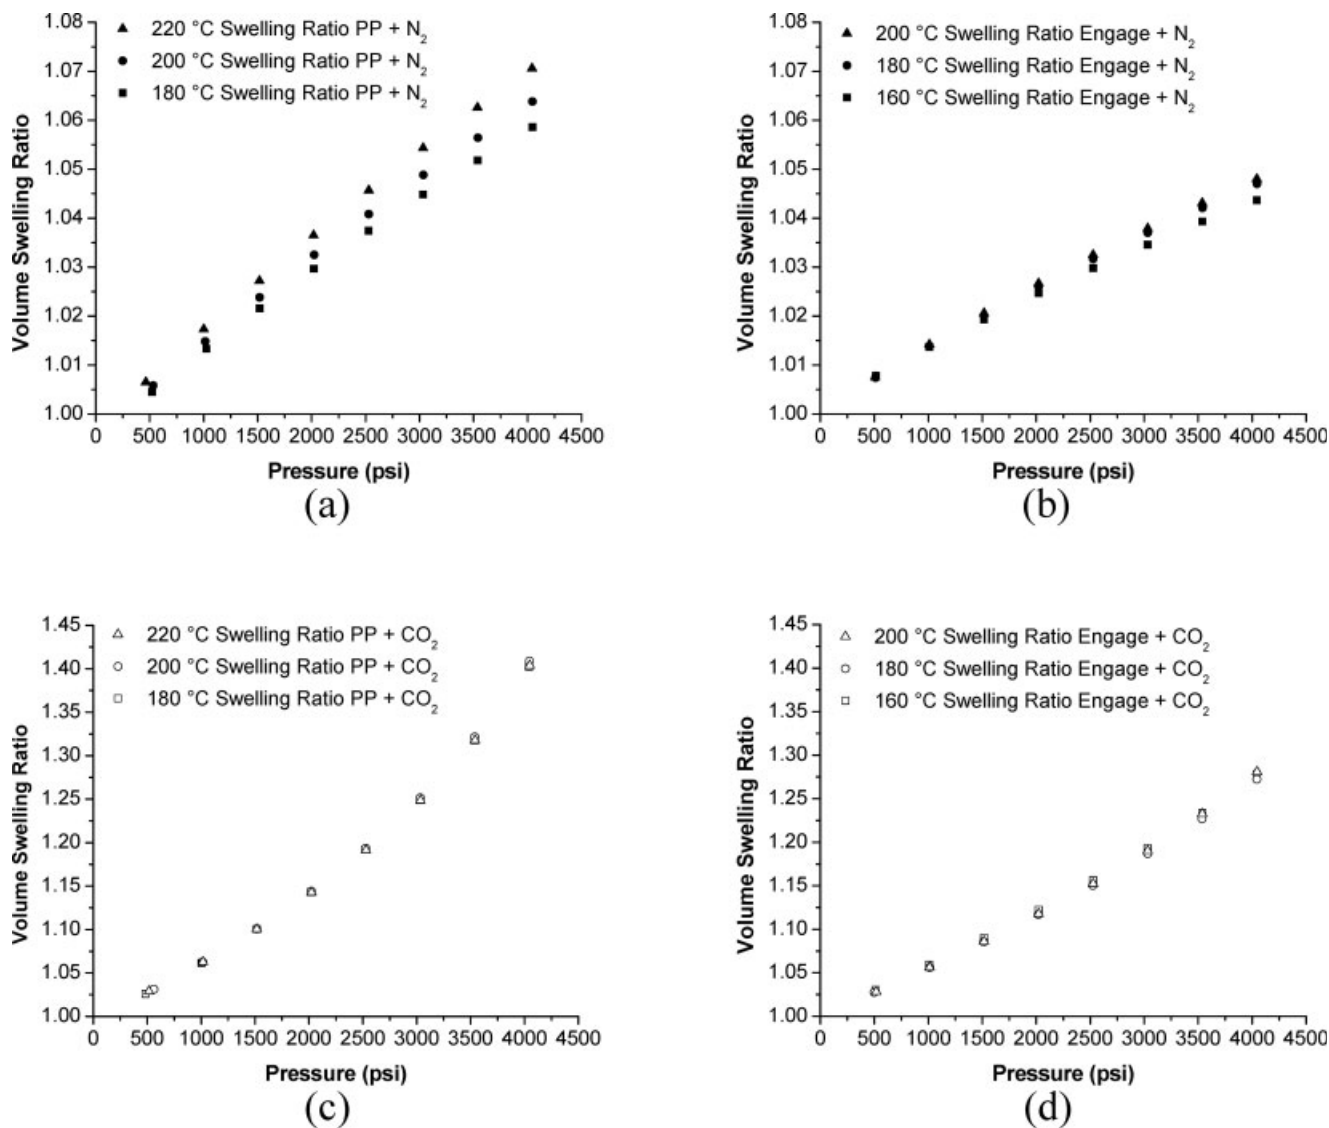 1.08
1.07
1.06
1.05
1.04
1.03
1.02
1.01
1.00
Volume Swelling Ratio
220 °C Swelling Ratio PP + N₂
200 °C Swelling Ratio PP + N₂
180 °C Swelling Ratio PP + N₂
0 500 1000 1500 2000 2500 3000 3500 4000 4500
Pressure (psi)
(a)
1.08
1.07
1.06
1.05
1.04
1.03
1.02
1.01
1.00
Volume Swelling Ratio
200 °C Swelling Ratio Engage + N₂
180 °C Swelling Ratio Engage + N₂
160 °C Swelling Ratio Engage + N₂
0 500 1000 1500 2000 2500 3000 3500 4000 4500
Pressure (psi)
(b)
1.45
1.40
1.35
1.30
1.25
1.20
1.15
1.10
1.05
1.00
Volume Swelling Ratio
220 °C Swelling Ratio PP + CO₂
200 °C Swelling Ratio PP + CO₂
180 °C Swelling Ratio PP + CO₂
0 500 1000 1500 2000 2500 3000 3500 4000 4500
Pressure (psi)
(c)
1.45
1.40
1.35
1.30
1.25
1.20
1.15
1.10
1.05
1.00
Volume Swelling Ratio
200 °C Swelling Ratio Engage + CO₂
180 °C Swelling Ratio Engage + CO₂
160 °C Swelling Ratio Engage + CO₂
0 500 1000 1500 2000 2500 3000 3500 4000 4500
Pressure (psi)
(d)